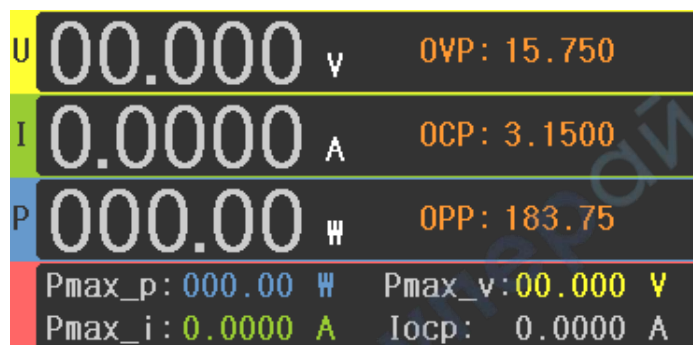 U 00.000 V OVP: 15.750
I 0.0000 A OCP: 3.1500
P 000.00 W OPP: 183.75
Pmax_p: 000.00 W Pmax_v: 00.000 V
Pmax_i: 0.0000 A Iocp: 0.0000 A